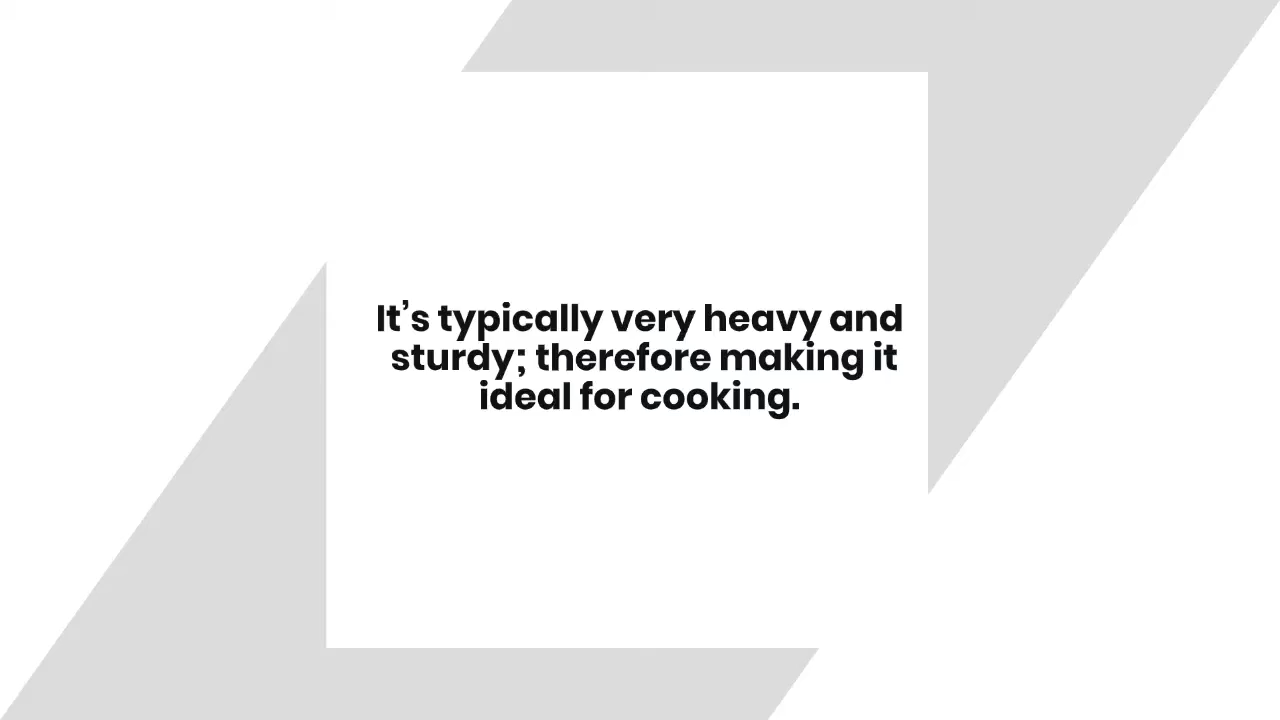 It's typically very heavy and
sturdy; therefore making it
ideal for cooking.